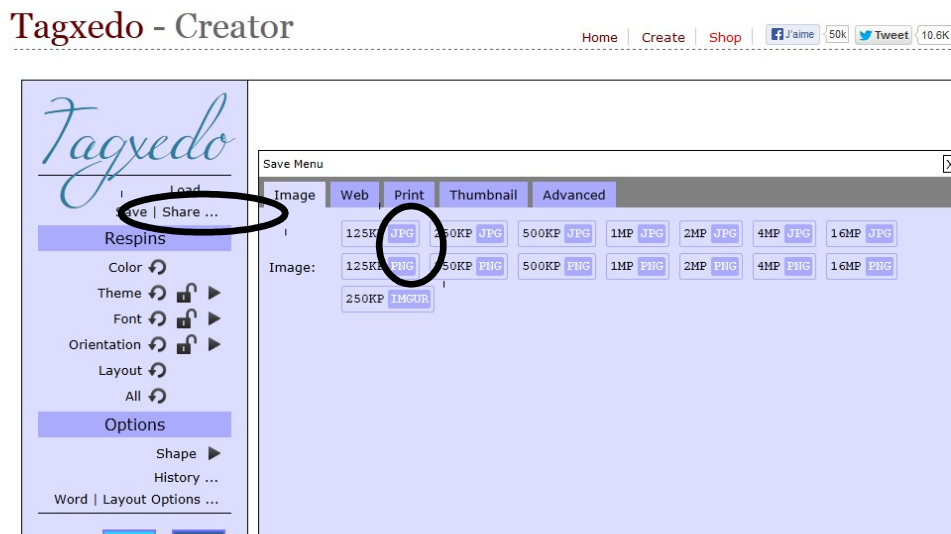 Tagxedo - Creator
Home | Create | Shop
J'aime 50k Tweet 10.6K
Tagxedo
Load
Save | Share ...
Respins
Color
Theme
Font
Orientation
Layout
All
Options
Shape
History ...
Word | Layout Options ...
Save Menu X
Image Web Print Thumbnail Advanced
125KP JPG 250KP JPG 500KP JPG 1MP JPG 2MP JPG 4MP JPG 16MP JPG
Image: 125KP PNG 250KP PNG 500KP PNG 1MP PNG 2MP PNG 4MP PNG 16MP PNG
250KP IMGUR